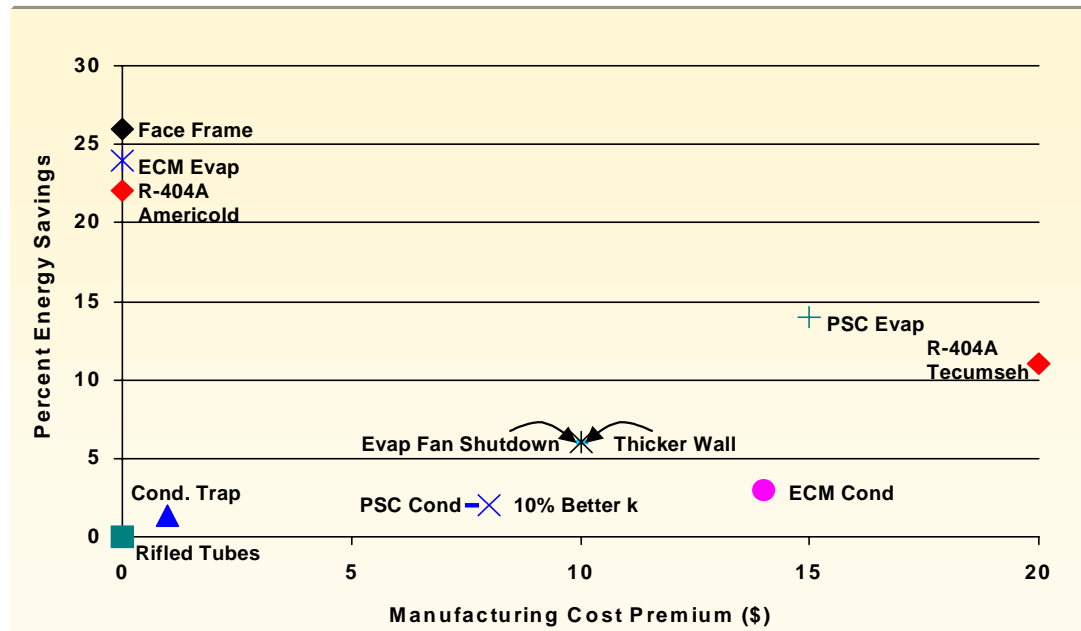 30
Face Frame
25
ECM Evap
R-404A
Americold
20
15
PSC Evap
R-404A
Tecumseh
10
Evap Fan Shutdown
Thicker Wall
5
Cond. Trap
PSC Cond
10% Better k
ECM Cond
0
Rifled Tubes
0 5 10 15 20
Manufacturing Cost Premium ($)
Percent Energy Savings